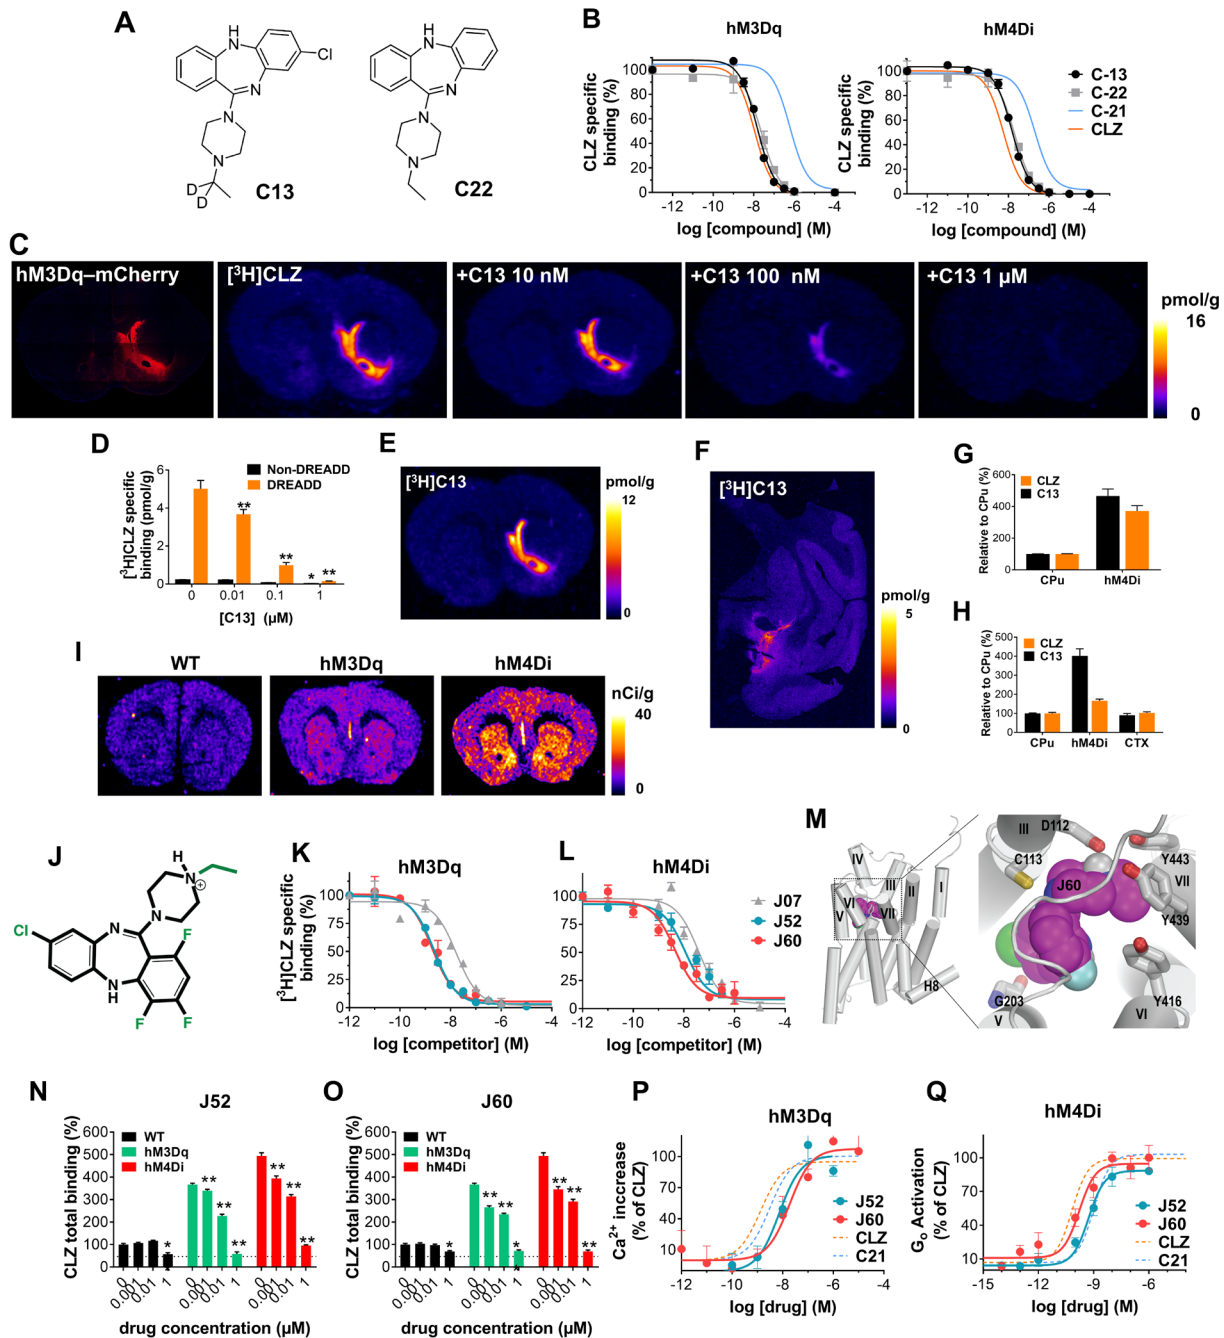 A
H
N
Cl
N
N
N
D
D
C13
H
N
N
N
N
C22
B
hM3Dq
hM4Di
CLZ specific
binding (%)
100
80
60
40
20
0
-12 -10 -8 -6 -4
log [compound] (M)
CLZ specific
binding (%)
100
80
60
40
20
0
-12 -10 -8 -6 -4
log [compound] (M)
C-13
C-22
C-21
CLZ
C
hM3Dq–mCherry
[³H]CLZ
+C13 10 nM
+C13 100 nM
+C13 1 µM
pmol/g
16
0
D
[³H]CLZ specific
binding (pmol/g)
6
4
2
0
Non-DREADD
DREADD
**
**
* **
0 0.01 0.1 1
[C13] (µM)
E
[³H]C13
pmol/g
12
0
F
[³H]C13
pmol/g
5
0
G
Relative to CPu (%)
600
400
200
0
CLZ
C13
CPu hM4Di
H
Relative to CPu (%)
500
400
300
200
100
0
CLZ
C13
CPu hM4Di CTX
I
WT
hM3Dq
hM4Di
nCi/g
40
0
J
H
N
+
N
Cl
N
F
N
H
F
F
K
hM3Dq
[³H]CLZ specific
binding (%)
100
75
50
25
0
-12 -10 -8 -6 -4
log [competitor] (M)
L
hM4Di
100
75
50
25
0
-12 -10 -8 -6 -4
log [competitor] (M)
J07
J52
J60
M
IV
III
II
I
VI
V
VII
H8
III
D112
C113
Y443
J60
VII
Y439
G203
V
Y416
VI
N
J52
CLZ total binding (%)
600
500
400
300
200
100
0
WT
hM3Dq
hM4Di
*
**
**
**
**
**
**
0 0.001 0.01 1
0 0.001 0.01 1
0 0.001 0.01 1
drug concentration (µM)
O
J60
CLZ total binding (%)
600
500
400
300
200
100
0
WT
hM3Dq
hM4Di
*
**
**
*
**
**
**
0 0.001 0.01 1
0 0.001 0.01 1
0 0.001 0.01 1
drug concentration (µM)
P
hM3Dq
Ca²⁺ inccrease
(% of CLZ)
100
70
40
10
-12 -10 -8 -6 -4
log [drug] (M)
J52
J60
CLZ
C21
Q
hM4Di
Gₒ Activation
(% of CLZ)
100
70
40
10
-15 -12 -9 -6
log [drug] (M)
J52
J60
CLZ
C21